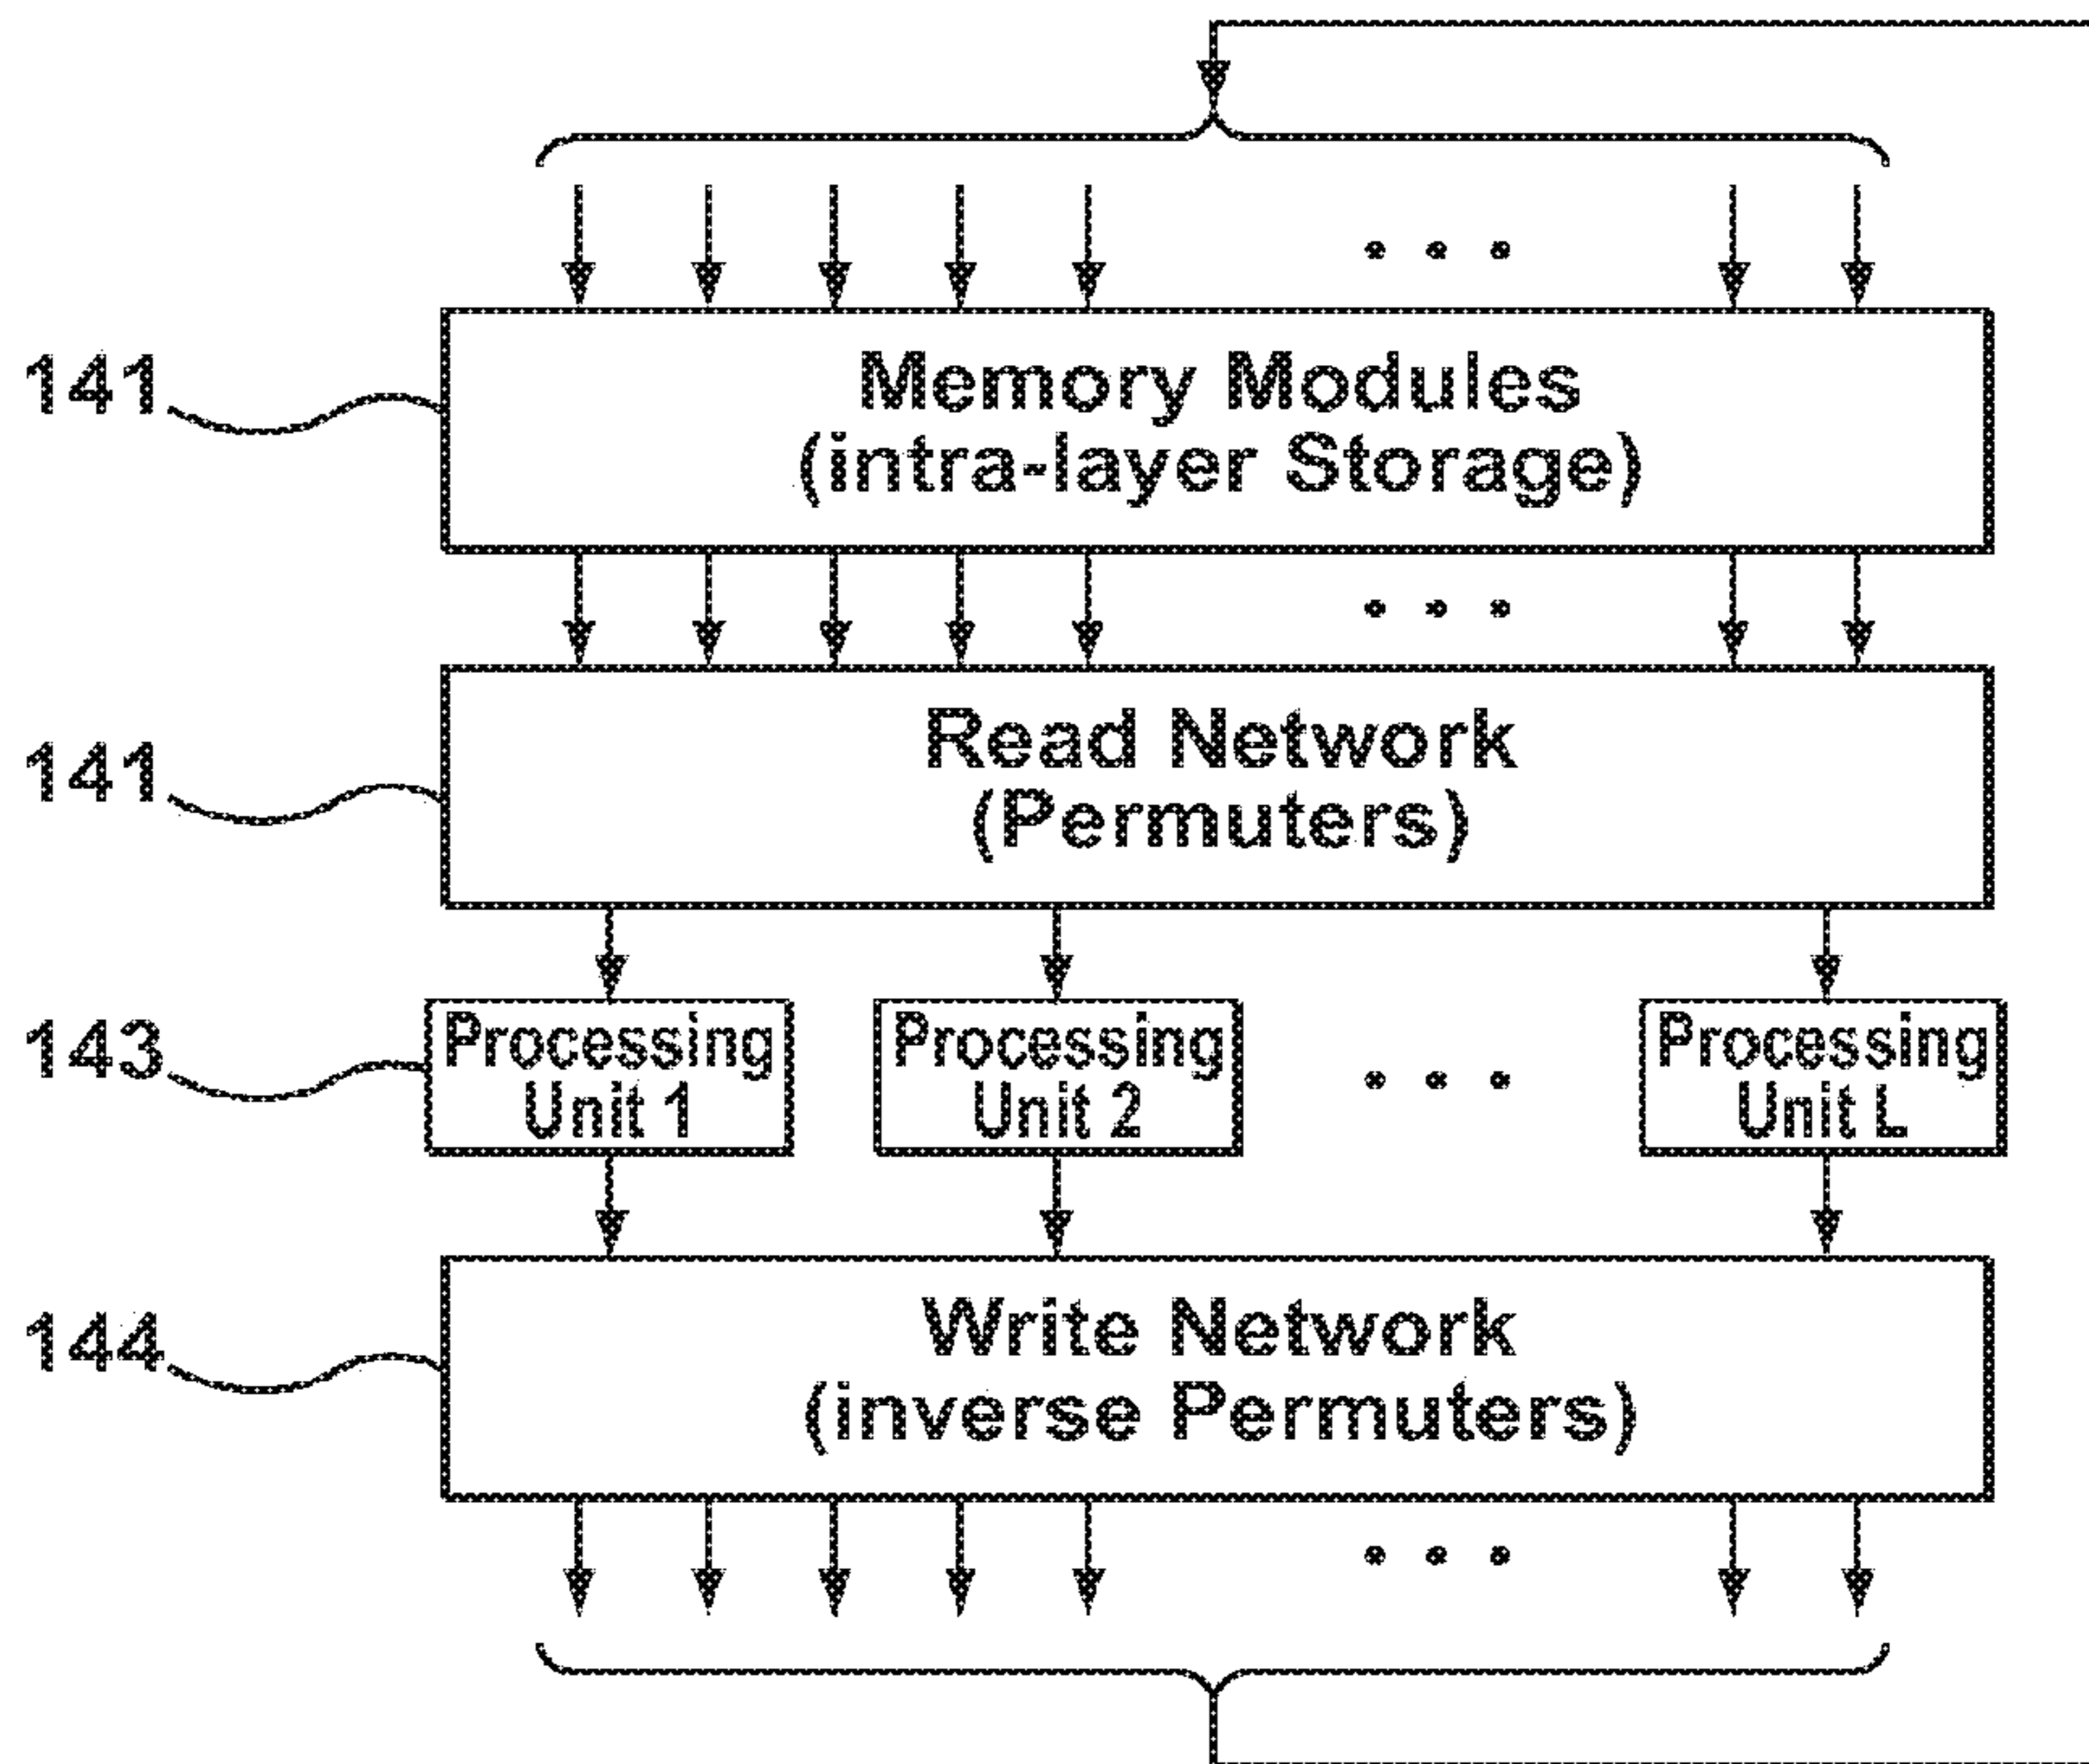 141
Memory Modules
(intra-layer Storage)
141
Read Network
(Permuters)
143
Processing
Unit 1
Processing
Unit 2
. . .
Processing
Unit L
144
Write Network
(inverse Permuters)